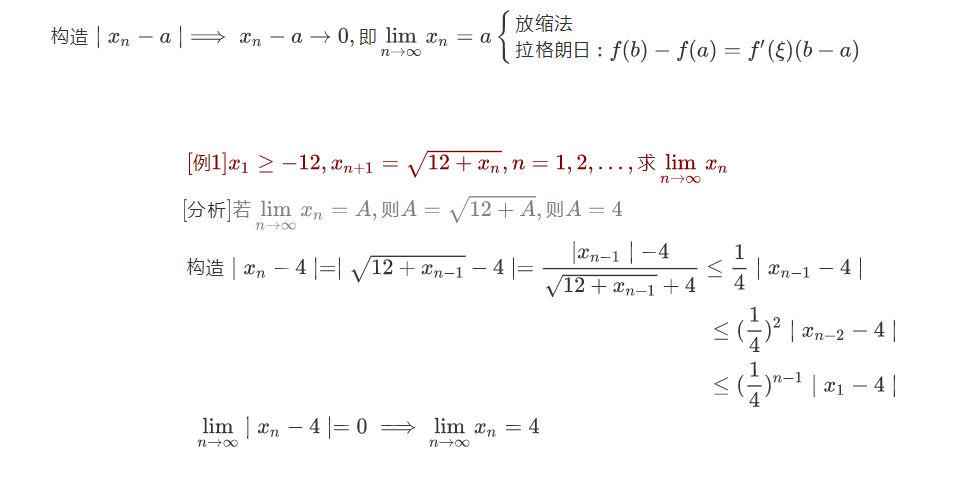 构造 | xₙ − a | ⟹ xₙ − a → 0, 即 lim_{n→∞} xₙ = a { 放缩法
拉格朗日 : f(b) − f(a) = f′(ξ)(b − a)
[例1]x₁ ≥ −12, xₙ₊₁ = √(12 + xₙ), n = 1, 2, …, 求 lim_{n→∞} xₙ
[分析]若 lim_{n→∞} xₙ = A, 则A = √(12 + A), 则A = 4
构造 | xₙ − 4 |=| √(12 + xₙ₋₁) − 4 |= (|xₙ₋₁ | −4)/(√(12 + xₙ₋₁) + 4) ≤ 1/4 | xₙ₋₁ − 4 |
≤ (1/4)² | xₙ₋₂ − 4 |
≤ (1/4)ⁿ⁻¹ | x₁ − 4 |
lim_{n→∞} | xₙ − 4 |= 0 ⟹ lim_{n→∞} xₙ = 4